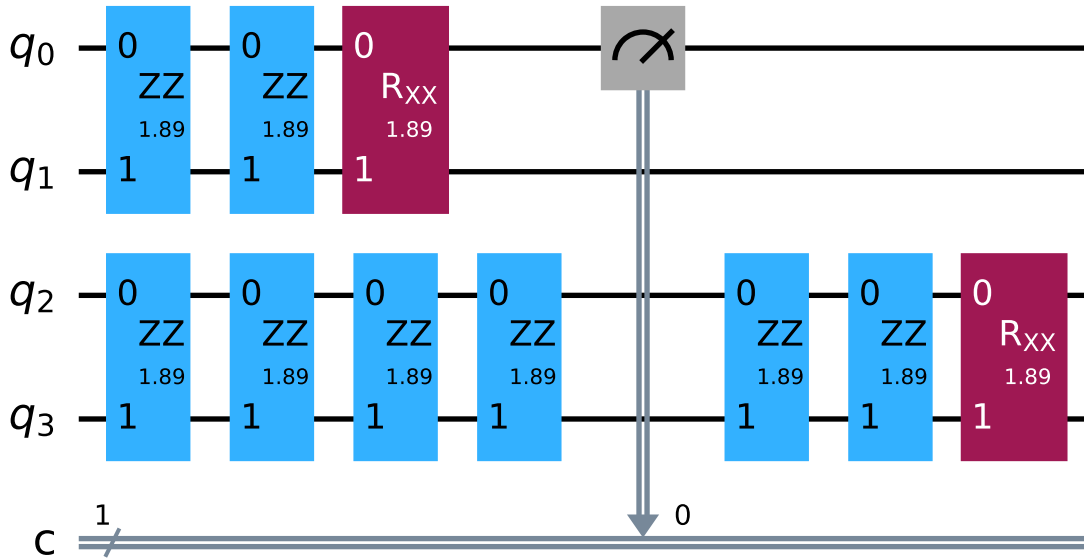 q0 0 0 0
ZZ ZZ RXX
1.89 1.89 1.89
q1 1 1 1
q2 0 0 0 0 0 0 0
ZZ ZZ ZZ ZZ ZZ ZZ RXX
1.89 1.89 1.89 1.89 1.89 1.89 1.89
q3 1 1 1 1 1 1 1
1 0
c